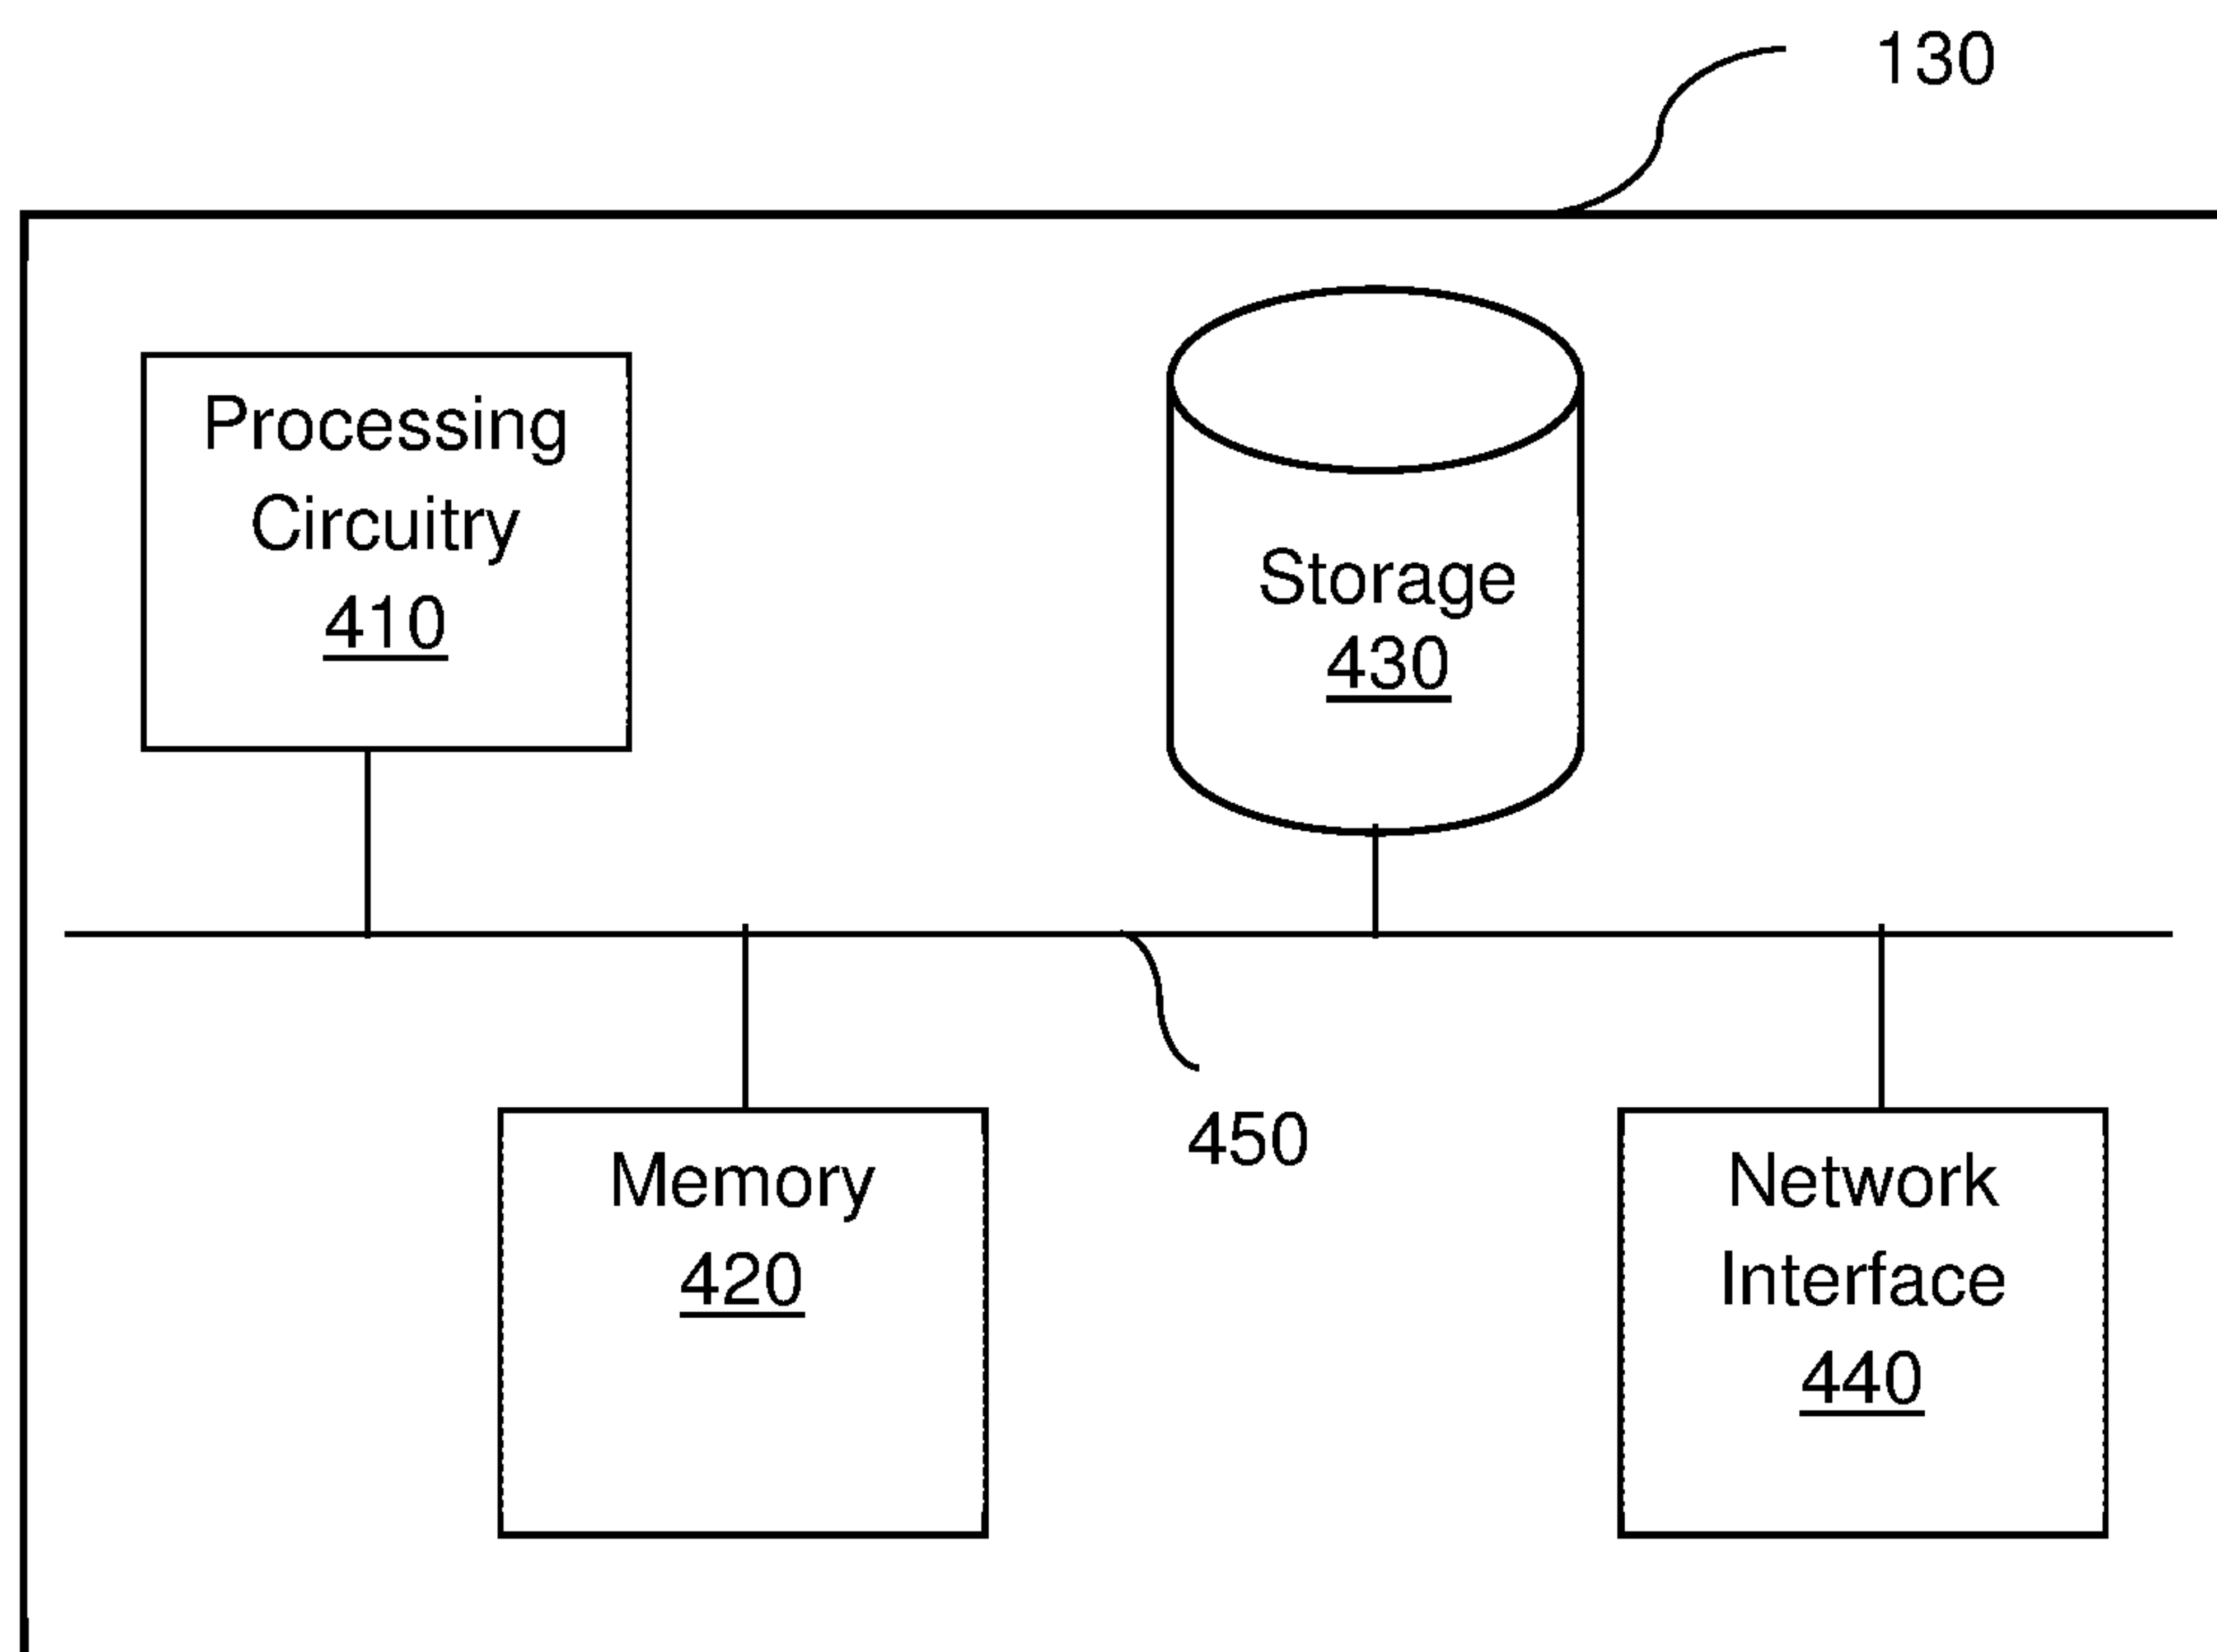 130
Processing
Circuitry
410
Storage
430
450
Memory
420
Network
Interface
440